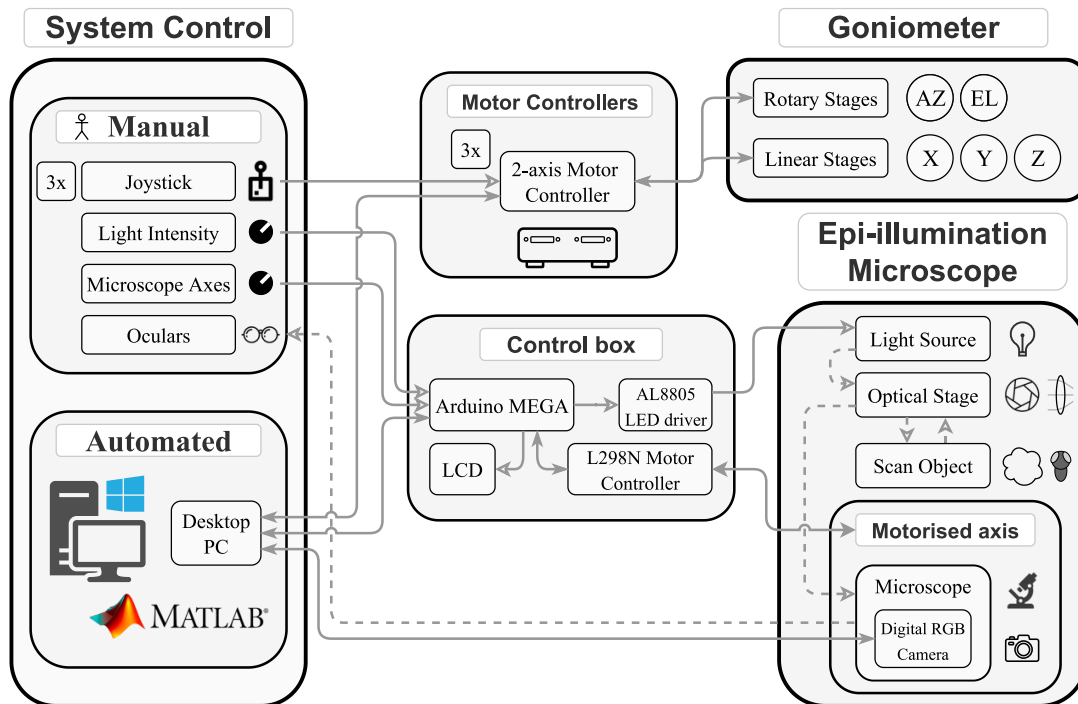 System Control
Manual
3x
Joystick
Light Intensity
Microscope Axes
Oculars
Automated
Desktop
PC
MATLAB®
Motor Controllers
3x
2-axis Motor
Controller
Control box
Arduino MEGA
AL8805
LED driver
LCD
L298N Motor
Controller
Goniometer
Rotary Stages
AZ
EL
Linear Stages
X
Y
Z
Epi-illumination
Microscope
Light Source
Optical Stage
Scan Object
Motorised axis
Microscope
Digital RGB
Camera